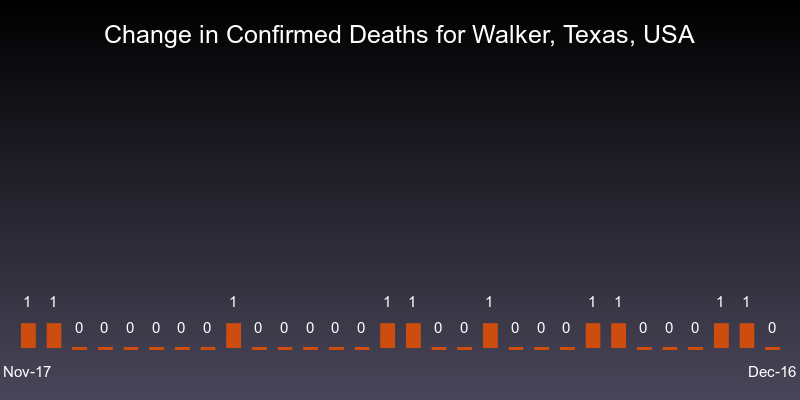 Change in Confirmed Deaths for Walker, Texas, USA
1 1 0 0 0 0 0 0 1 0 0 0 0 0 1 1 0 0 1 0 0 0 1 1 0 0 0 1 1 0
Nov-17 Dec-16